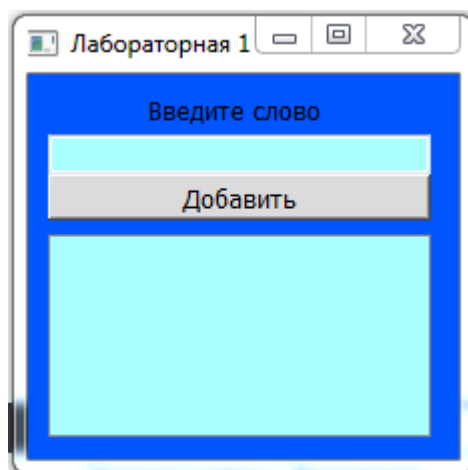 Лабораторная 1
Введите слово
Добавить